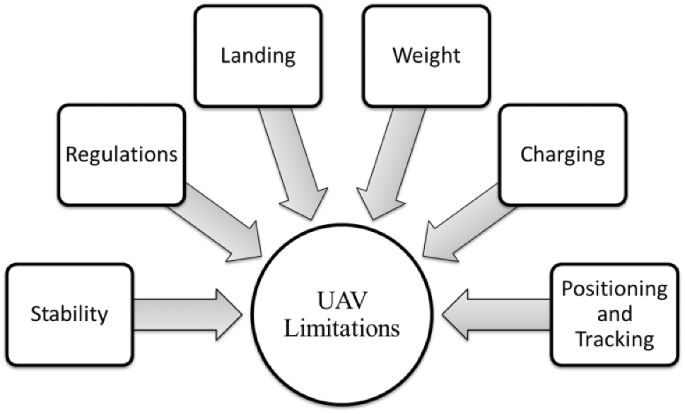 Landing
Weight
Regulations
Charging
Stability
UAV
Limitations
Positioning
and
Tracking